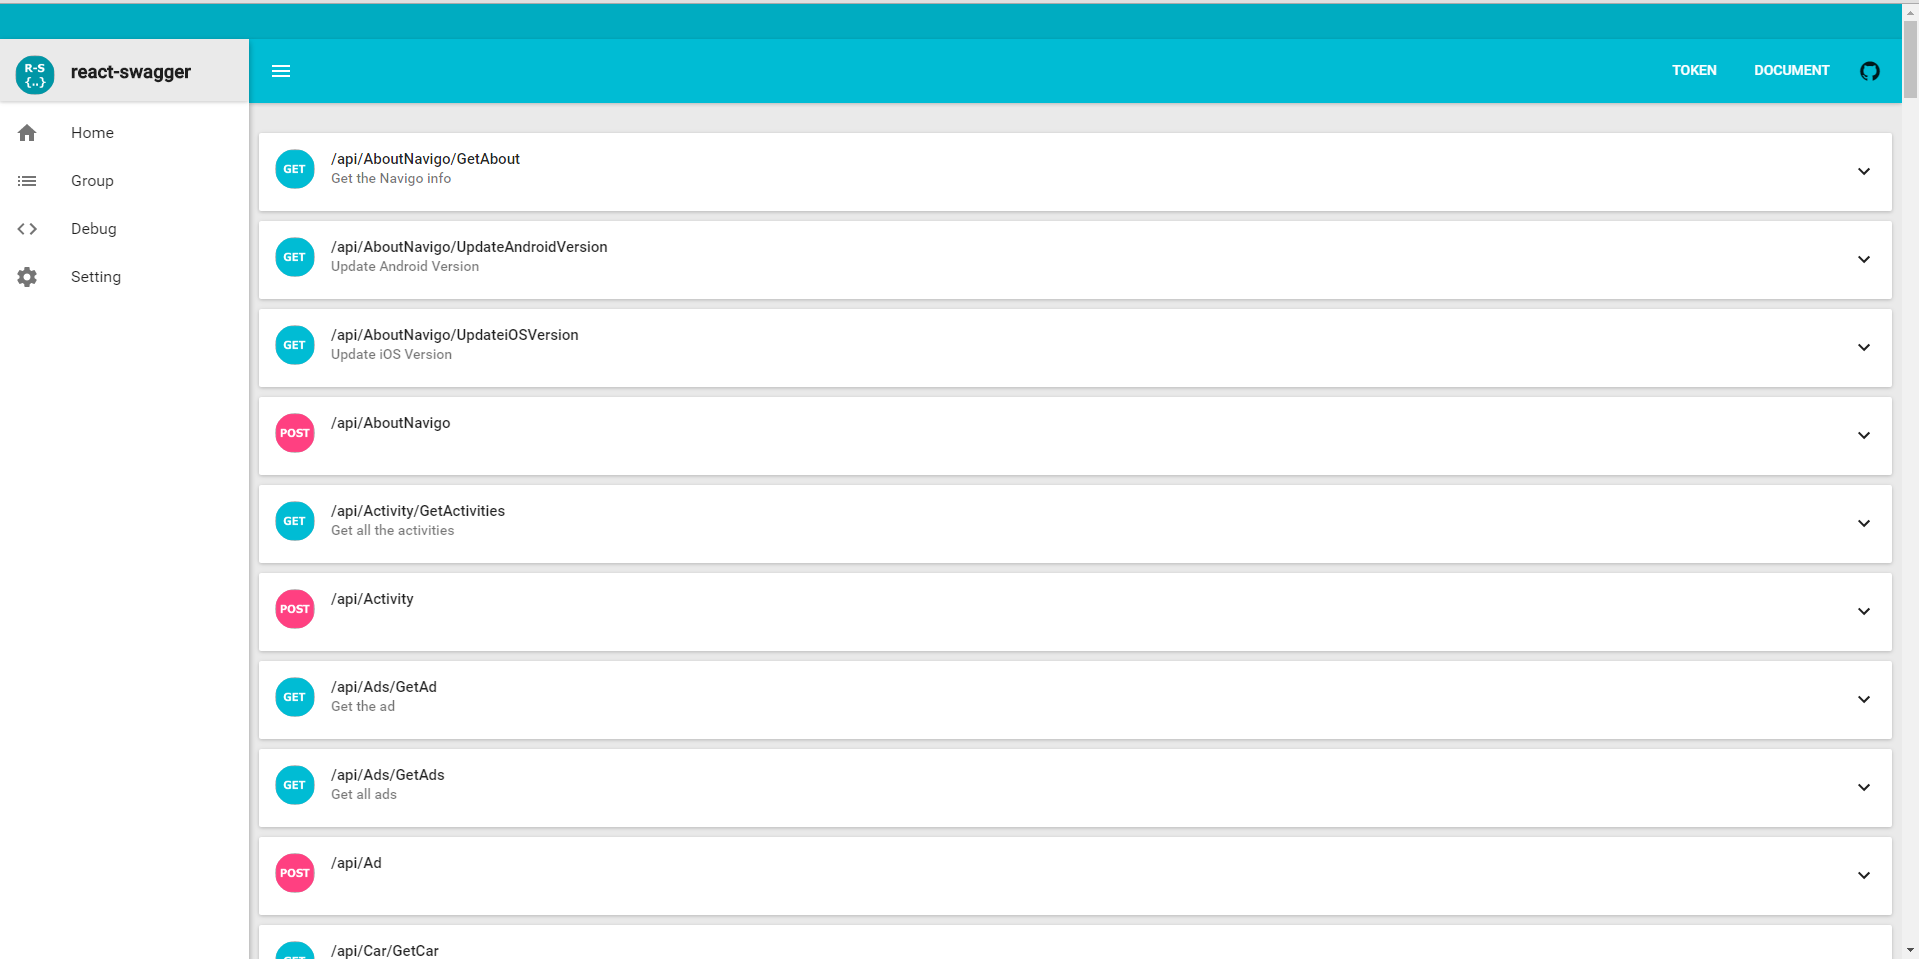 R-S
{..}
react-swagger
TOKEN
DOCUMENT
Home
Group
Debug
Setting
GET
/api/AboutNavigo/GetAbout
Get the Navigo info
GET
/api/AboutNavigo/UpdateAndroidVersion
Update Android Version
GET
/api/AboutNavigo/UpdateiOSVersion
Update iOS Version
POST
/api/AboutNavigo
GET
/api/Activity/GetActivities
Get all the activities
POST
/api/Activity
GET
/api/Ads/GetAd
Get the ad
GET
/api/Ads/GetAds
Get all ads
POST
/api/Ad
GET
/api/Car/GetCar